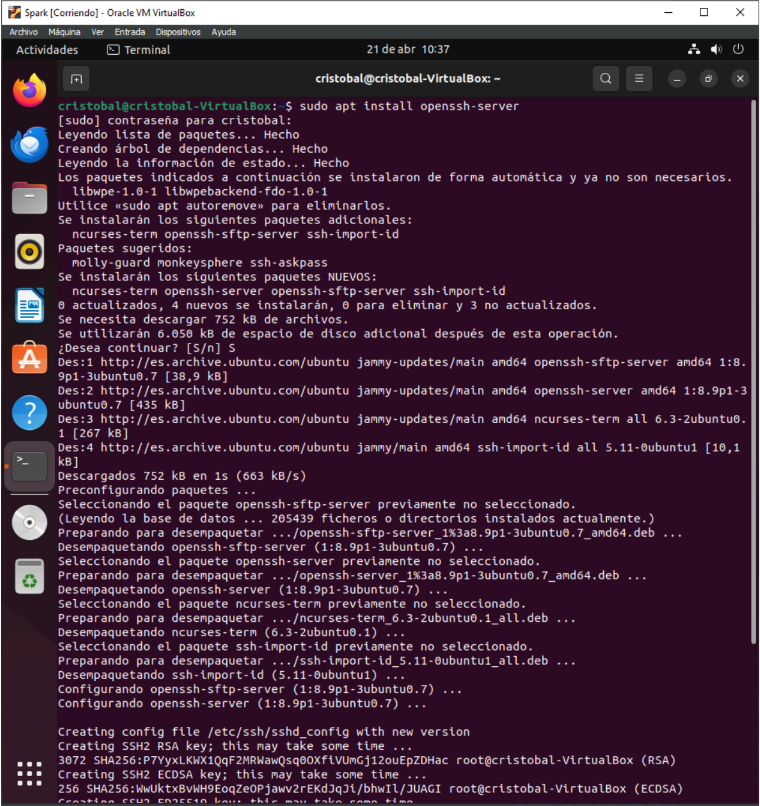 Spark [Corriendo] - Oracle VM VirtualBox
Archivo Máquina Ver Entrada Dispositivos Ayuda
Actividades Terminal 21 de abr 10:37
cristobal@cristobal-VirtualBox: ~
cristobal@cristobal-VirtualBox:~$ sudo apt install openssh-server
[sudo] contraseña para cristobal:
Leyendo lista de paquetes... Hecho
Creando árbol de dependencias... Hecho
Leyendo la información de estado... Hecho
Los paquetes indicados a continuación se instalaron de forma automática y ya no son necesarios.
libwpe-1.0-1 libwpebackend-fdo-1.0-1
Utilice «sudo apt autoremove» para eliminarlos.
Se instalarán los siguientes paquetes adicionales:
ncurses-term openssh-sftp-server ssh-import-id
Paquetes sugeridos:
molly-guard monkeysphere ssh-askpass
Se instalarán los siguientes paquetes NUEVOS:
ncurses-term openssh-server openssh-sftp-server ssh-import-id
0 actualizados, 4 nuevos se instalarán, 0 para eliminar y 3 no actualizados.
Se necesita descargar 752 kB de archivos.
Se utilizarán 6.050 kB de espacio de disco adicional después de esta operación.
¿Desea continuar? [S/n] S
Des:1 http://es.archive.ubuntu.com/ubuntu jammy-updates/main amd64 openssh-sftp-server amd64 1:8.
9p1-3ubuntu0.7 [38,9 kB]
Des:2 http://es.archive.ubuntu.com/ubuntu jammy-updates/main amd64 openssh-server amd64 1:8.9p1-3
ubuntu0.7 [435 kB]
Des:3 http://es.archive.ubuntu.com/ubuntu jammy-updates/main amd64 ncurses-term all 6.3-2ubuntu0.
1 [267 kB]
Des:4 http://es.archive.ubuntu.com/ubuntu jammy/main amd64 ssh-import-id all 5.11-0ubuntu1 [10,1
kB]
Descargados 752 kB en 1s (663 kB/s)
Preconfigurando paquetes ...
Seleccionando el paquete openssh-sftp-server previamente no seleccionado.
(Leyendo la base de datos ... 205439 ficheros o directorios instalados actualmente.)
Preparando para desempaquetar .../openssh-sftp-server_1%3a8.9p1-3ubuntu0.7_amd64.deb ...
Desempaquetando openssh-sftp-server (1:8.9p1-3ubuntu0.7) ...
Seleccionando el paquete openssh-server previamente no seleccionado.
Preparando para desempaquetar .../openssh-server_1%3a8.9p1-3ubuntu0.7_amd64.deb ...
Desempaquetando openssh-server (1:8.9p1-3ubuntu0.7) ...
Seleccionando el paquete ncurses-term previamente no seleccionado.
Preparando para desempaquetar .../ncurses-term_6.3-2ubuntu0.1_all.deb ...
Desempaquetando ncurses-term (6.3-2ubuntu0.1) ...
Seleccionando el paquete ssh-import-id previamente no seleccionado.
Preparando para desempaquetar .../ssh-import-id_5.11-0ubuntu1_all.deb ...
Desempaquetando ssh-import-id (5.11-0ubuntu1) ...
Configurando openssh-sftp-server (1:8.9p1-3ubuntu0.7) ...
Configurando openssh-server (1:8.9p1-3ubuntu0.7) ...
Creating config file /etc/ssh/sshd_config with new version
Creating SSH2 RSA key; this may take some time ...
3072 SHA256:P7YyxLKWX1QqF2MRWawQsq0OXfiVUmGj12ouEpZDHac root@cristobal-VirtualBox (RSA)
Creating SSH2 ECDSA key; this may take some time ...
256 SHA256:WwUktxBvWH9EoqZeOPjawv2rEKdJqJi/bhwIl/JUAGI root@cristobal-VirtualBox (ECDSA)
Creating SSH2 ED25519 key; this may take some time ...